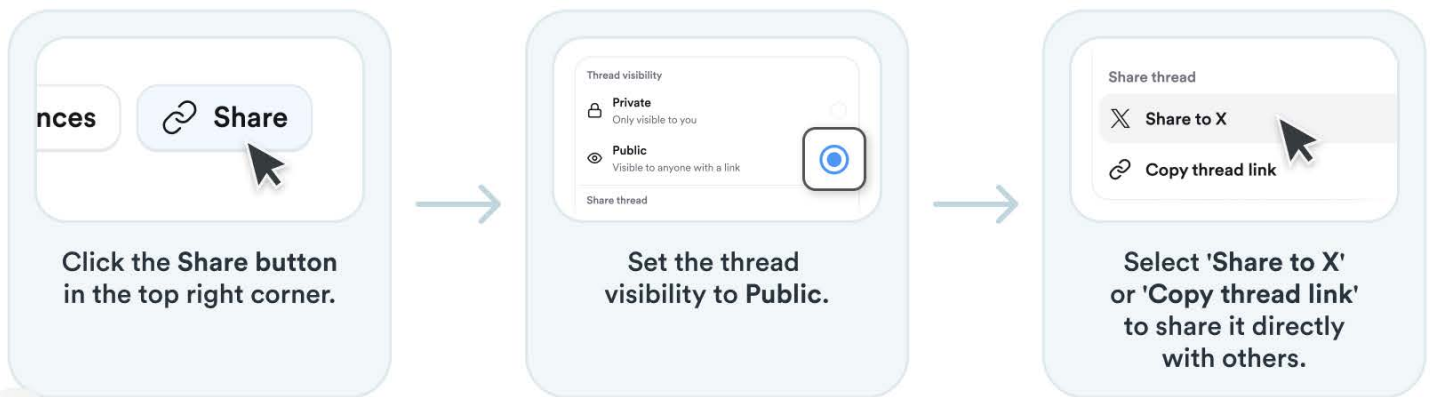 nces
Share
Click the Share button
in the top right corner.
Thread visibility
Private
Only visible to you
Public
Visible to anyone with a link
Share thread
Set the thread
visibility to Public.
Share thread
Share to X
Copy thread link
Select 'Share to X'
or 'Copy thread link'
to share it directly
with others.